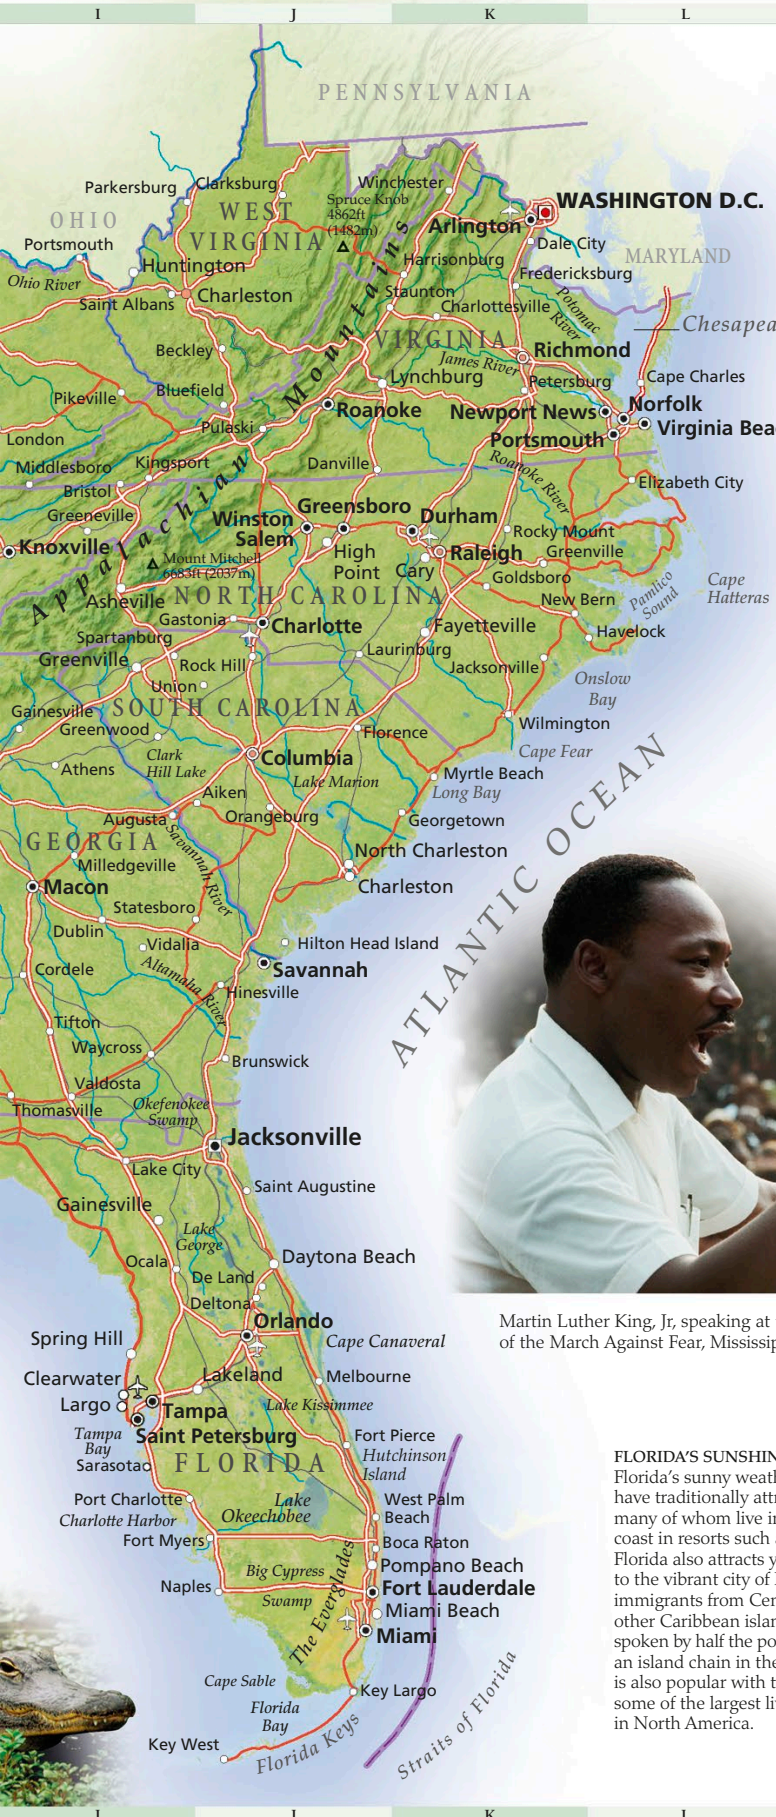 I J K L
PENNSYLVANIA
Parkersburg
Clarksburg
Winchester
Spruce Knob
4862ft
(1482m)
WASHINGTON D.C.
OHIO
WEST
VIRGINIA
Arlington
Portsmouth
Dale City
MARYLAND
Huntington
Harrisonburg
Fredericksburg
Ohio River
Saint Albans
Charleston
Staunton
Charlottesville
Potomac
River
Chesapea
VIRGINIA
Beckley
James River
Richmond
Lynchburg
Pikeville
Bluefield
Petersburg
Cape Charles
Roanoke
Newport News
Norfolk
Pulaski
Virginia Bea
London
Portsmouth
Middlesboro
Kingsport
Danville
Roanoke River
Bristol
Elizabeth City
Appalachian Mountains
Greeneville
Winston
Salem
Greensboro
Durham
Rocky Mount
Knoxville
High
Point
Raleigh
Greenville
Mount Mitchell
6683ft (2037m)
Cary
Goldsboro
Pamlico
Sound
Cape
Hatteras
Asheville
NORTH CAROLINA
New Bern
Gastonia
Charlotte
Fayetteville
Havelock
Spartanburg
Laurinburg
Greenville
Rock Hill
Jacksonville
Union
Onslow
Bay
Gainesville
SOUTH CAROLINA
Greenwood
Florence
Wilmington
Clark
Hill Lake
Columbia
Cape Fear
Athens
Lake Marion
Myrtle Beach
Aiken
Long Bay
Augusta
Orangeburg
Georgetown
GEORGIA
Savannah River
North Charleston
Milledgeville
Macon
Charleston
ATLANTIC OCEAN
Statesboro
Dublin
Vidalia
Hilton Head Island
Cordele
Altamaha River
Savannah
Hinesville
Tifton
Waycross
Brunswick
Valdosta
Thomasville
Okefenokee
Swamp
Jacksonville
Lake City
Saint Augustine
Gainesville
Lake
George
Ocala
Daytona Beach
De Land
Deltona
Orlando
Martin Luther King, Jr, speaking at
of the March Against Fear, Mississip
Spring Hill
Cape Canaveral
Clearwater
Lakeland
Melbourne
Largo
Tampa
Lake Kissimmee
Tampa
Bay
Saint Petersburg
Fort Pierce
Sarasota
FLORIDA
Hutchinson
Island
Port Charlotte
Lake
Okeechobee
West Palm
Beach
Charlotte Harbor
Fort Myers
Boca Raton
Big Cypress
Swamp
The Everglades
Pompano Beach
Naples
Fort Lauderdale
Miami Beach
Miami
Cape Sable
Key Largo
Florida
Bay
Key West
Florida Keys
Straits of Florida
FLORIDA'S SUNSHIN
Florida's sunny weath
have traditionally attr
many of whom live in
coast in resorts such
Florida also attracts y
to the vibrant city of
immigrants from Cen
other Caribbean islan
spoken by half the po
an island chain in the
is also popular with t
some of the largest li
in North America.
I J K L